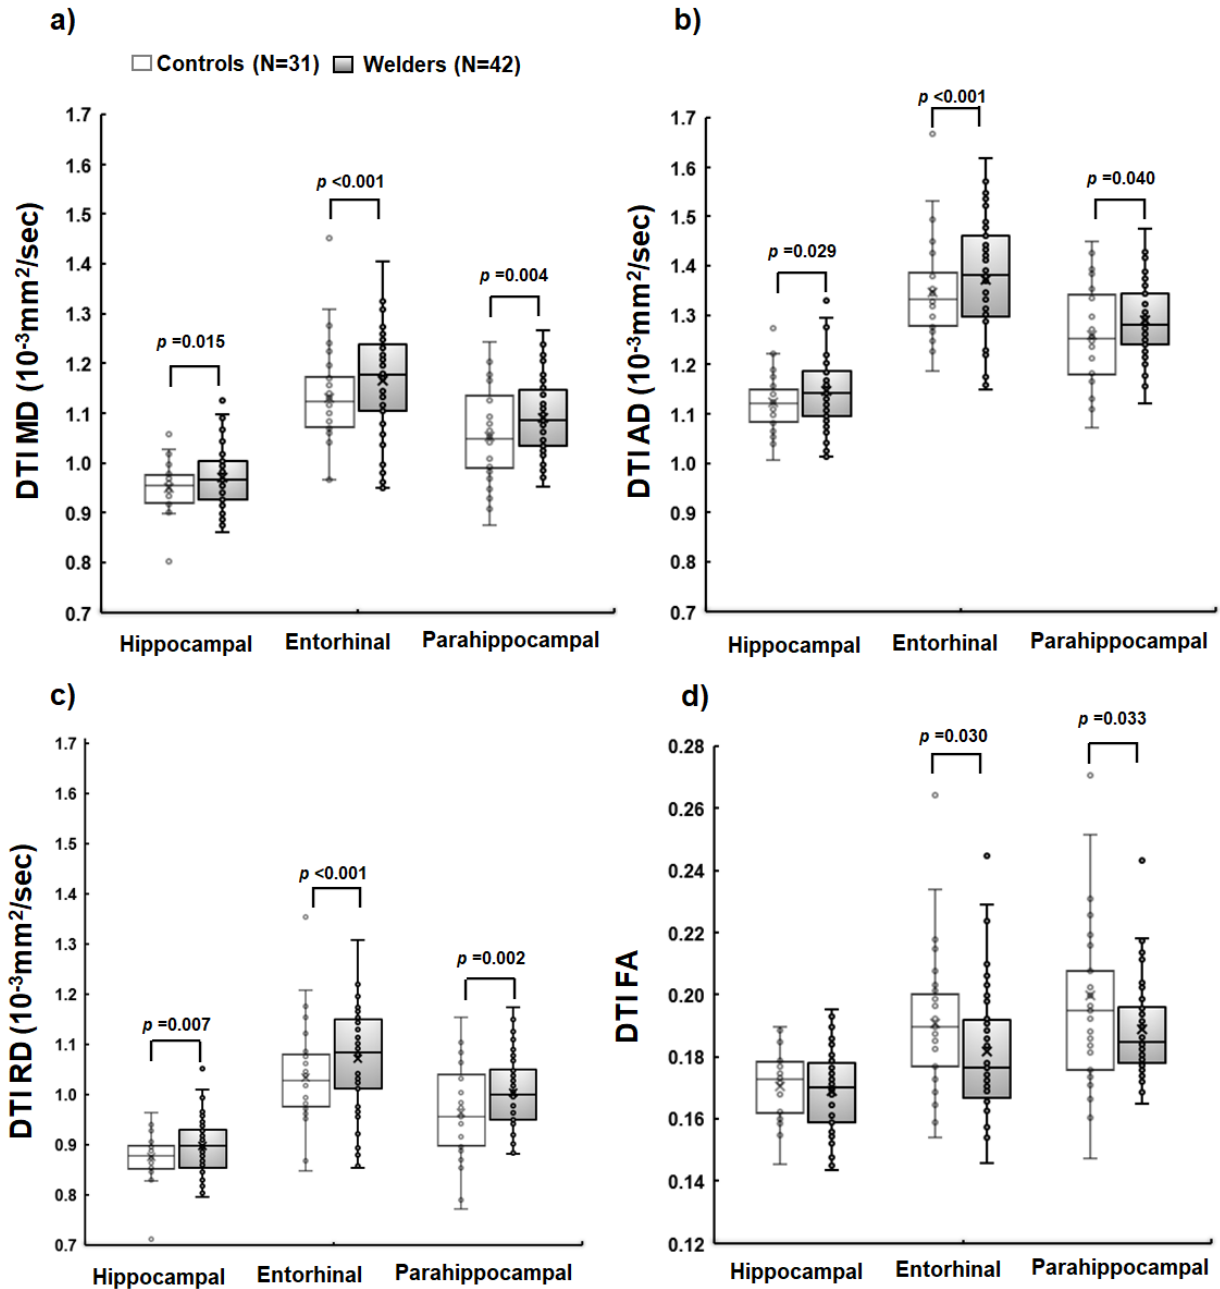 a)
Controls (N=31) Welders (N=42)
DTI MD (10⁻³mm²/sec)
1.7
1.6
1.5
1.4
1.3
1.2
1.1
1.0
0.9
0.8
0.7
p =0.015
p <0.001
p =0.004
Hippocampal Entorhinal Parahippocampal
b)
DTI AD (10⁻³mm²/sec)
1.7
1.6
1.5
1.4
1.3
1.2
1.1
1.0
0.9
0.8
0.7
p =0.029
p <0.001
p =0.040
Hippocampal Entorhinal Parahippocampal
c)
DTI RD (10⁻³mm²/sec)
1.7
1.6
1.5
1.4
1.3
1.2
1.1
1.0
0.9
0.8
0.7
p =0.007
p <0.001
p =0.002
Hippocampal Entorhinal Parahippocampal
d)
DTI FA
0.28
0.26
0.24
0.22
0.20
0.18
0.16
0.14
0.12
p =0.030
p =0.033
Hippocampal Entorhinal Parahippocampal